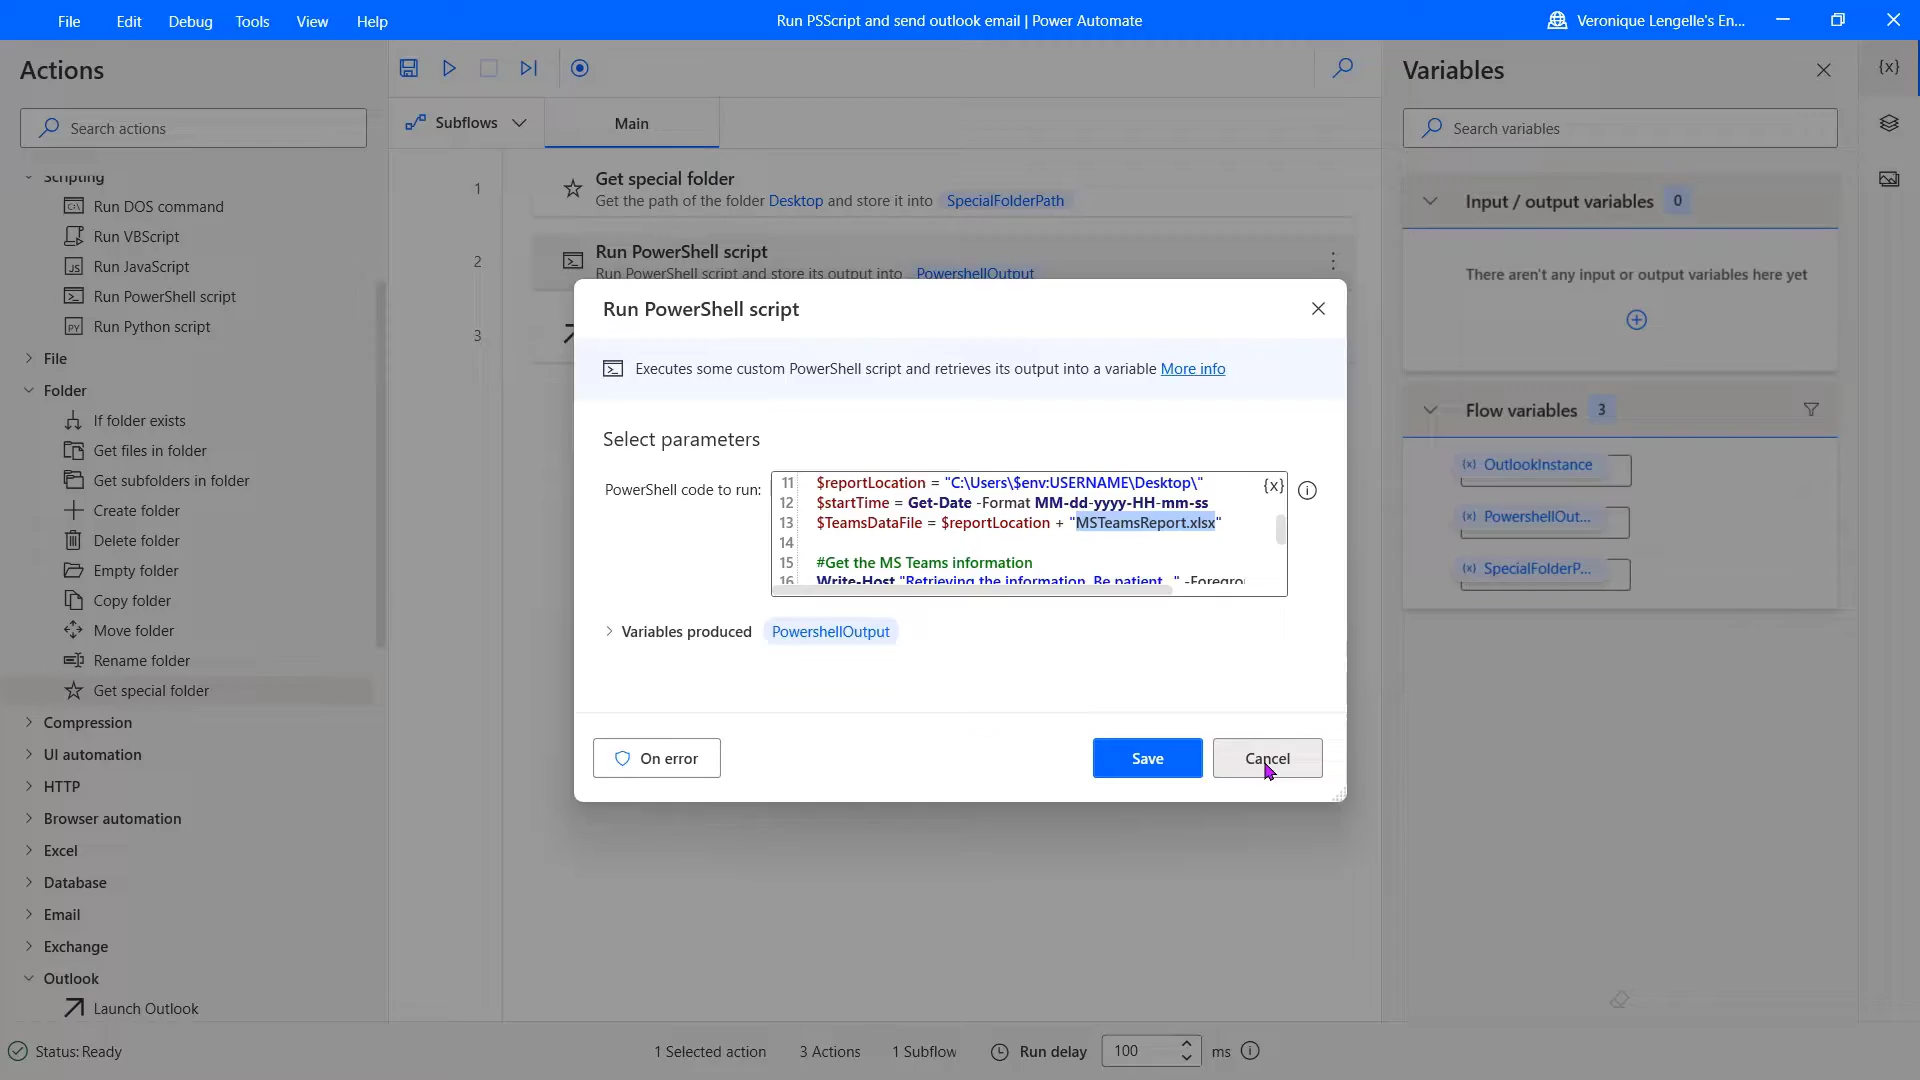 File Edit Debug Tools View Help
Run PSScript and send outlook email | Power Automate
Veronique Lengelle's En...
Actions
Search actions
Scripting
Run DOS command
Run VBScript
Run JavaScript
Run PowerShell script
Run Python script
File
Folder
If folder exists
Get files in folder
Get subfolders in folder
Create folder
Delete folder
Empty folder
Copy folder
Move folder
Rename folder
Get special folder
Compression
UI automation
HTTP
Browser automation
Excel
Database
Email
Exchange
Outlook
Launch Outlook
Subflows
Main
1
Get special folder
Get the path of the folder Desktop and store it into SpecialFolderPath
2
Run PowerShell script
Run PowerShell script and store its output into PowershellOutput
3
Run PowerShell script
Executes some custom PowerShell script and retrieves its output into a variable More info
Select parameters
PowerShell code to run:
11 $reportLocation = "C:\Users\$env:USERNAME\Desktop\"
12 $startTime = Get-Date -Format MM-dd-yyyy-HH-mm-ss
13 $TeamsDataFile = $reportLocation + "MSTeamsReport.xlsx"
14
15 #Get the MS Teams information
16 Write-Host "Retrieving the information. Be patient..." -Foregro
{x}
Variables produced PowershellOutput
On error
Save
Cancel
Variables
{x}
Search variables
Input / output variables 0
There aren't any input or output variables here yet
Flow variables 3
(x) OutlookInstance
(x) PowershellOut...
(x) SpecialFolderP...
Status: Ready
1 Selected action
3 Actions
1 Subflow
Run delay 100 ms